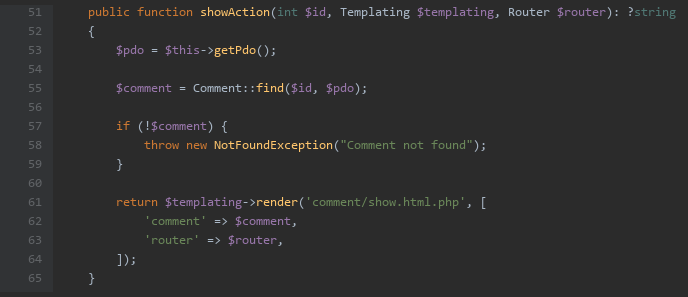 51 public function showAction(int $id, Templating $templating, Router $router): ?string
52 {
53 $pdo = $this->getPdo();
54
55 $comment = Comment::find($id, $pdo);
56
57 if (!$comment) {
58 throw new NotFoundException("Comment not found");
59 }
60
61 return $templating->render('comment/show.html.php', [
62 'comment' => $comment,
63 'router' => $router,
64 ]);
65 }